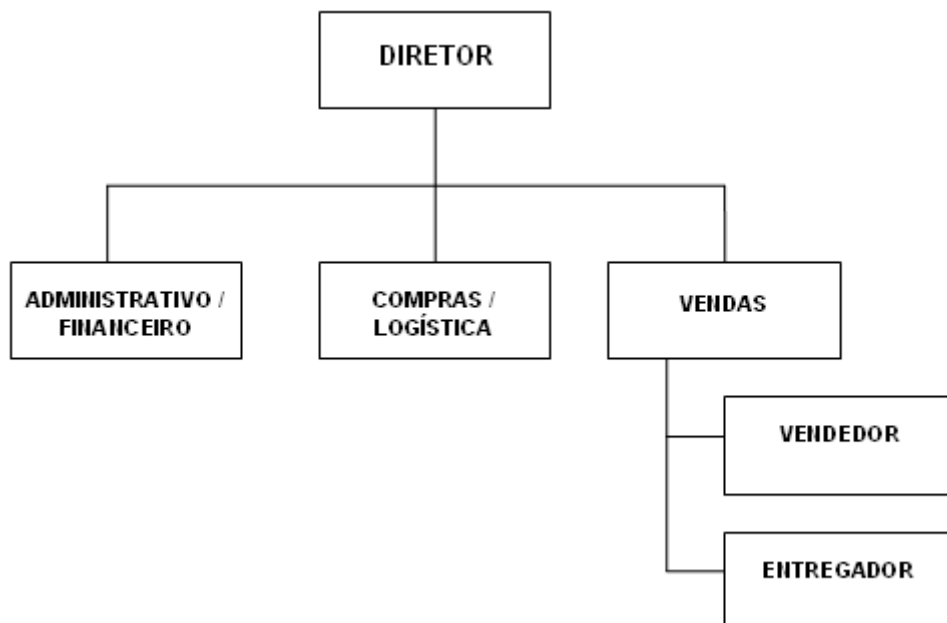 DIRETOR
ADMINISTRATIVO /
FINANCEIRO
COMPRAS /
LOGÍSTICA
VENDAS
VENDEDOR
ENTREGADOR